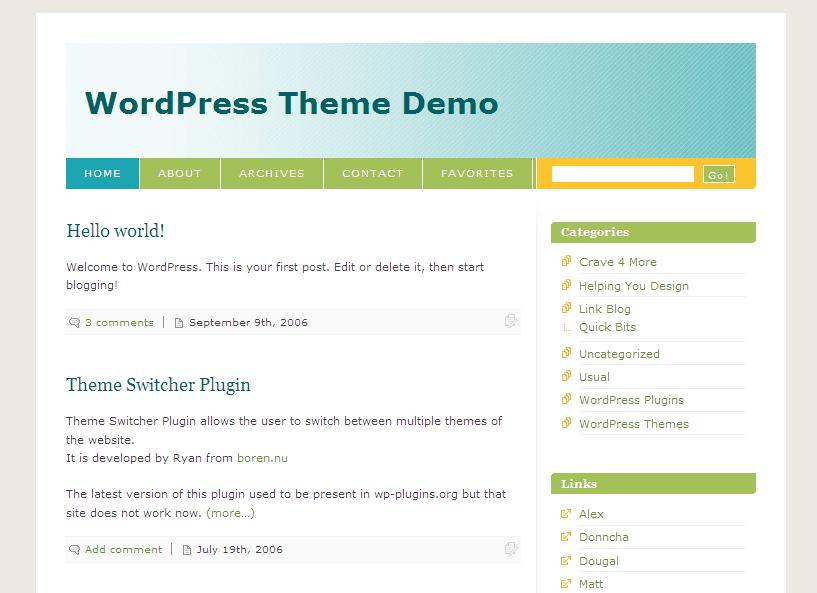 WordPress Theme Demo
HOME ABOUT ARCHIVES CONTACT FAVORITES Go!
Hello world!
Welcome to WordPress. This is your first post. Edit or delete it, then start
blogging!
3 comments | September 9th, 2006
Theme Switcher Plugin
Theme Switcher Plugin allows the user to switch between multiple themes of
the website.
It is developed by Ryan from boren.nu
The latest version of this plugin used to be present in wp-plugins.org but that
site does not work now. (more...)
Add comment | July 19th, 2006
Categories
Crave 4 More
Helping You Design
Link Blog
Quick Bits
Uncategorized
Usual
WordPress Plugins
WordPress Themes
Links
Alex
Donncha
Dougal
Matt